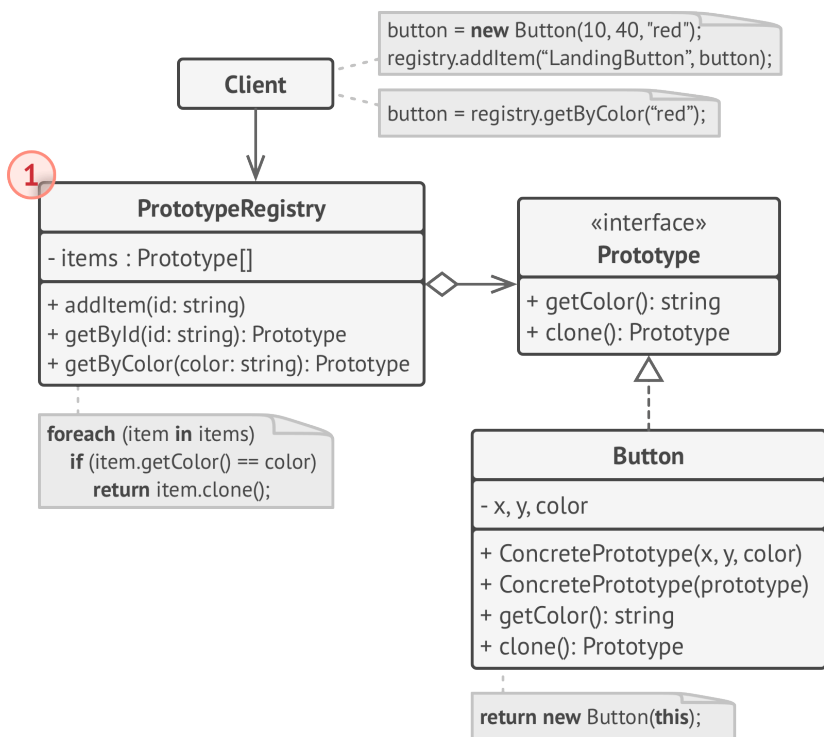 button = new Button(10, 40, "red");
registry.addItem(“LandingButton”, button);
Client
button = registry.getByColor(“red”);
1
PrototypeRegistry
- items : Prototype[]
+ addItem(id: string)
+ getById(id: string): Prototype
+ getByColor(color: string): Prototype
foreach (item in items)
if (item.getColor() == color)
return item.clone();
«interface»
Prototype
+ getColor(): string
+ clone(): Prototype
Button
- x, y, color
+ ConcretePrototype(x, y, color)
+ ConcretePrototype(prototype)
+ getColor(): string
+ clone(): Prototype
return new Button(this);